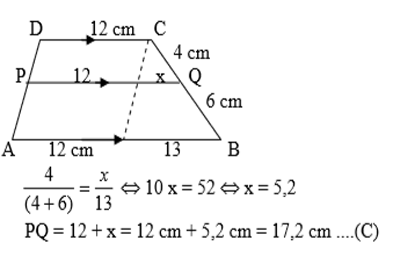 D 12 cm C
4 cm
P 12 x Q
6 cm
A 12 cm 13 B
4/(4+6) = x/13 ⇔ 10 x = 52 ⇔ x = 5,2
PQ = 12 + x = 12 cm + 5,2 cm = 17,2 cm ....(C)